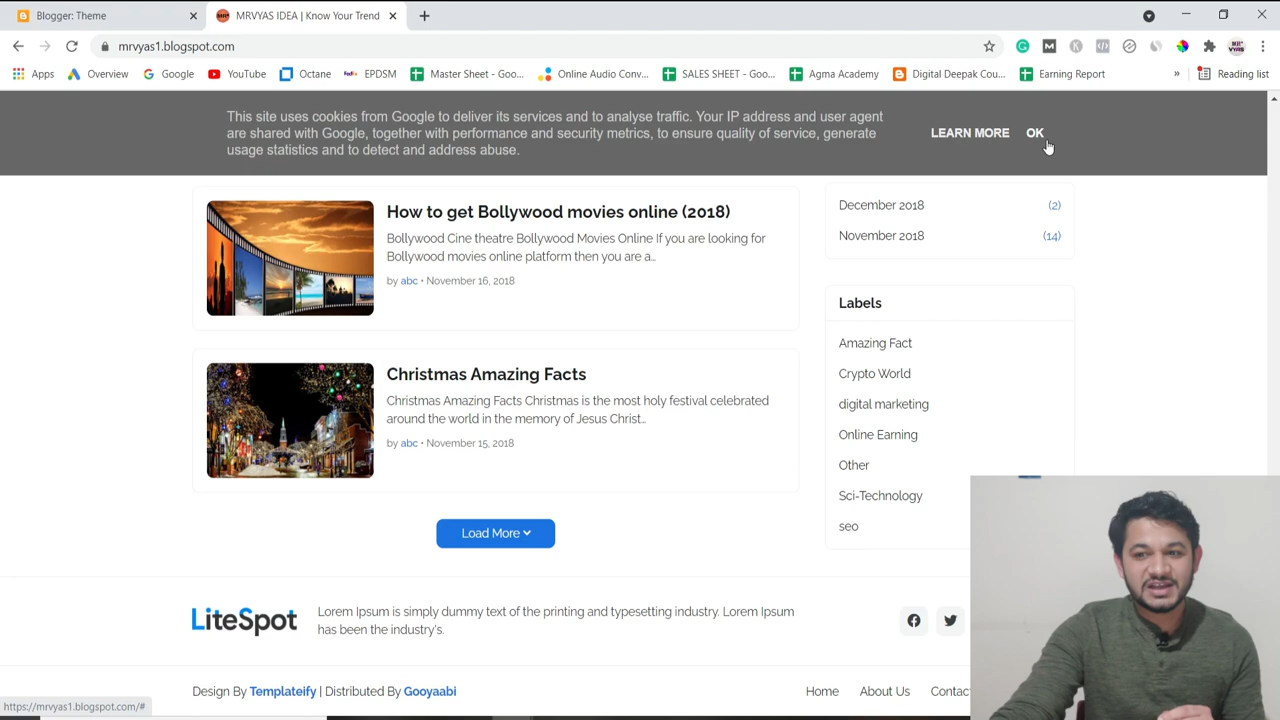 Blogger: Theme
MRVYAS IDEA | Know Your Trend
mrvyas1.blogspot.com
Apps
Overview
Google
YouTube
Octane
EPDSM
Master Sheet - Goo...
Online Audio Conv...
SALES SHEET - Goo...
Agma Academy
Digital Deepak Cou...
Earning Report
»
Reading list
This site uses cookies from Google to deliver its services and to analyse traffic. Your IP address and user agent
are shared with Google, together with performance and security metrics, to ensure quality of service, generate
usage statistics and to detect and address abuse.
LEARN MORE
OK
How to get Bollywood movies online (2018)
Bollywood Cine theatre Bollywood Movies Online If you are looking for
Bollywood movies online platform then you are a...
by abc • November 16, 2018
Christmas Amazing Facts
Christmas Amazing Facts Christmas is the most holy festival celebrated
around the world in the memory of Jesus Christ...
by abc • November 15, 2018
Load More
December 2018 (2)
November 2018 (14)
Labels
Amazing Fact
Crypto World
digital marketing
Online Earning
Other
Sci-Technology
seo
LiteSpot
Lorem Ipsum is simply dummy text of the printing and typesetting industry. Lorem Ipsum
has been the industry's.
Design By Templateify | Distributed By Gooyaabi
Home
About Us
Contac
https://mrvyas1.blogspot.com/#